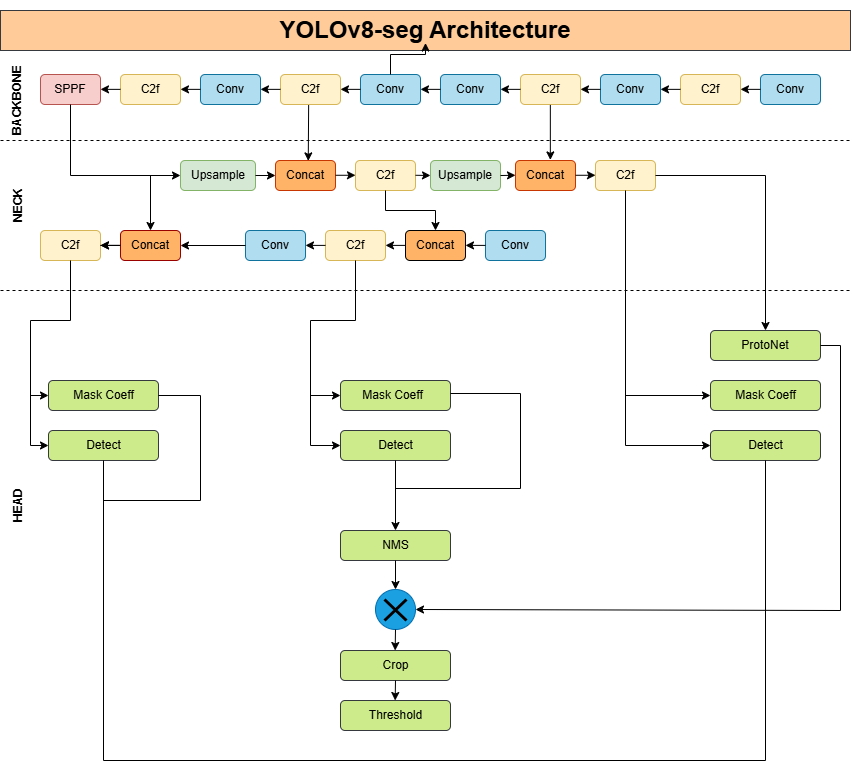 YOLOv8-seg Architecture
BACKBONE
SPPF
C2f
Conv
C2f
Conv
Conv
C2f
Conv
C2f
Conv
NECK
Upsample
Concat
C2f
Upsample
Concat
C2f
C2f
Concat
Conv
C2f
Concat
Conv
HEAD
ProtoNet
Mask Coeff
Mask Coeff
Mask Coeff
Detect
Detect
Detect
NMS
Crop
Threshold